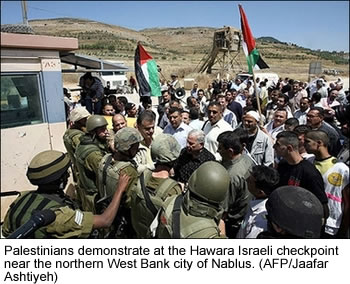 Palestinians demonstrate at the Hawara Israeli checkpoint
near the northern West Bank city of Nablus. (AFP/Jaafar
Ashtiyeh)